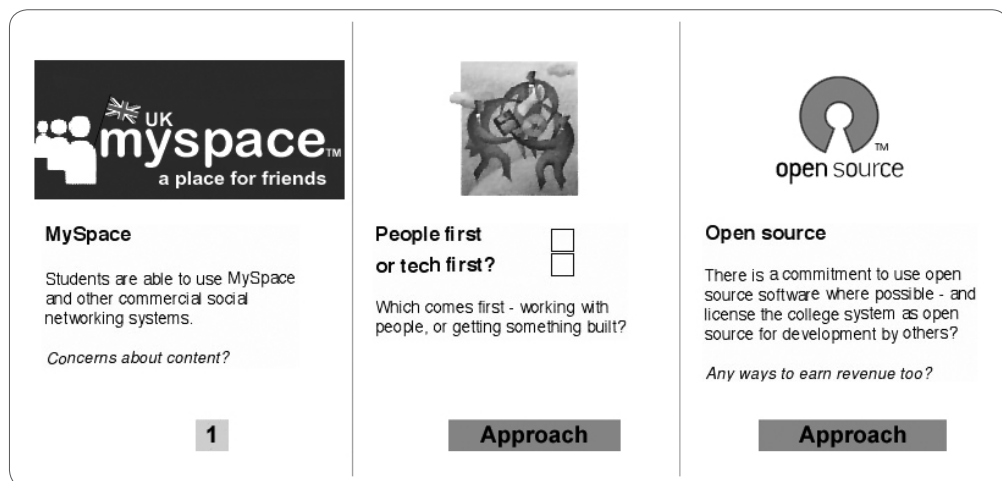 UK
myspace™
a place for friends
MySpace
Students are able to use MySpace
and other commercial social
networking systems.
Concerns about content?
1
People first
or tech first?
Which comes first - working with
people, or getting something built?
Approach
TM
open source
Open source
There is a commitment to use open
source software where possible - and
license the college system as open
source for development by others?
Any ways to earn revenue too?
Approach